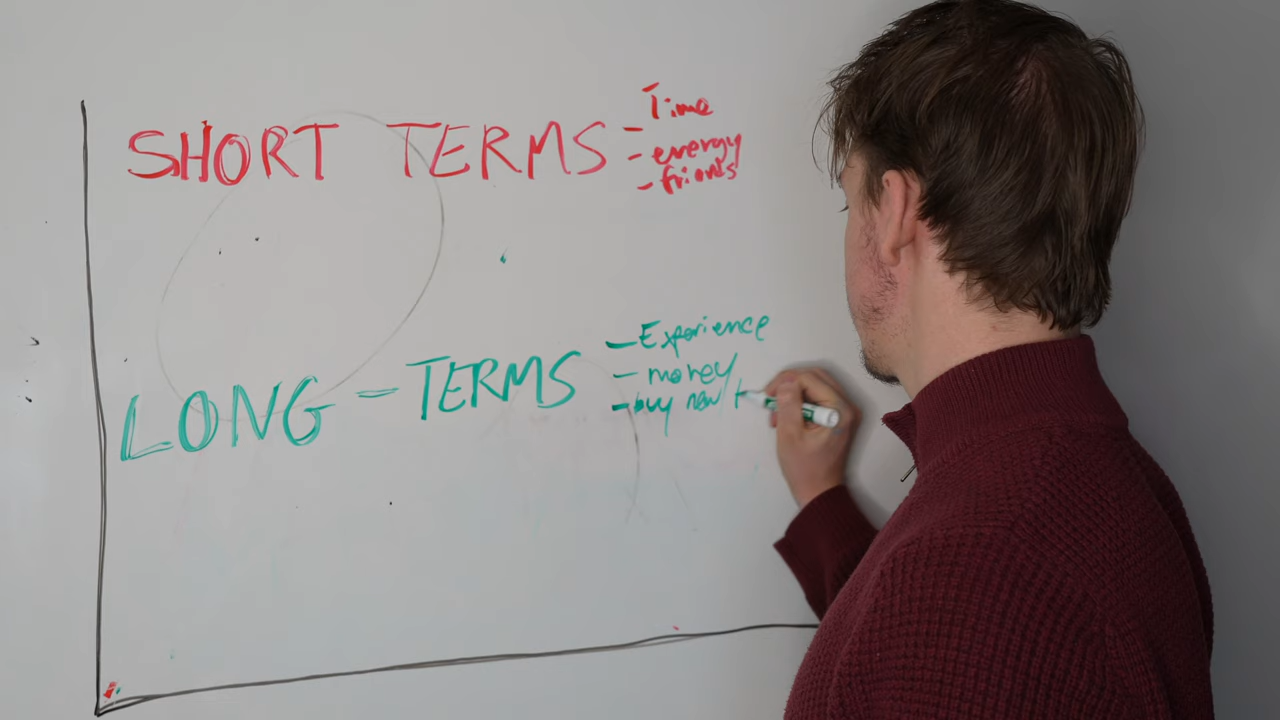 SHORT TERMS
- Time
- energy
- friends
LONG-TERMS
- Experience
- money
- buy new